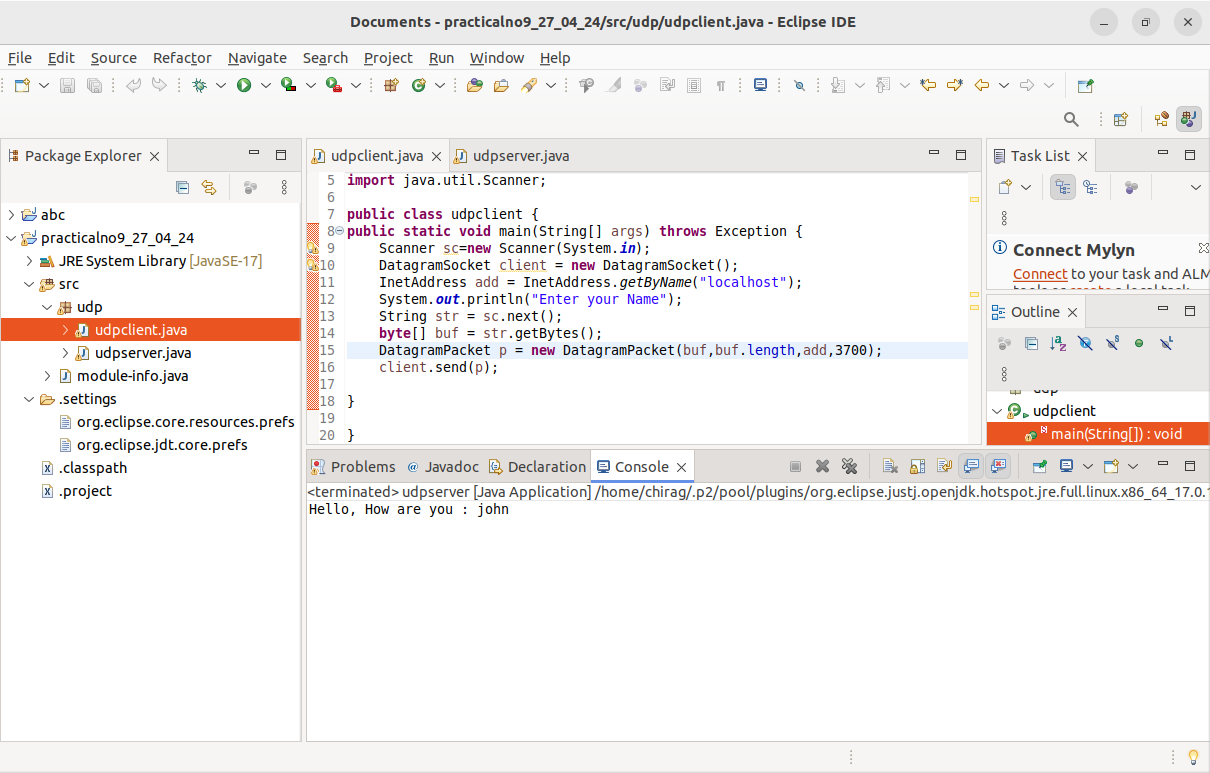 Documents - practicalno9_27_04_24/src/udp/udpclient.java - Eclipse IDE
File Edit Source Refactor Navigate Search Project Run Window Help
Package Explorer
abc
practicalno9_27_04_24
JRE System Library [JavaSE-17]
src
udp
udpclient.java
udpserver.java
module-info.java
.settings
org.eclipse.core.resources.prefs
org.eclipse.jdt.core.prefs
.classpath
.project
udpclient.java udpserver.java
5 import java.util.Scanner;
6
7 public class udpclient {
8 public static void main(String[] args) throws Exception {
9 Scanner sc=new Scanner(System.in);
10 DatagramSocket client = new DatagramSocket();
11 InetAddress add = InetAddress.getByName("localhost");
12 System.out.println("Enter your Name");
13 String str = sc.next();
14 byte[] buf = str.getBytes();
15 DatagramPacket p = new DatagramPacket(buf,buf.length,add,3700);
16 client.send(p);
17
18 }
19
20 }
Task List
Connect Mylyn
Connect to your task and ALM
Outline
udpclient
main(String[]) : void
Problems Javadoc Declaration Console
<terminated> udpserver [Java Application] /home/chirag/.p2/pool/plugins/org.eclipse.justj.openjdk.hotspot.jre.full.linux.x86_64_17.0.1
Hello, How are you : john